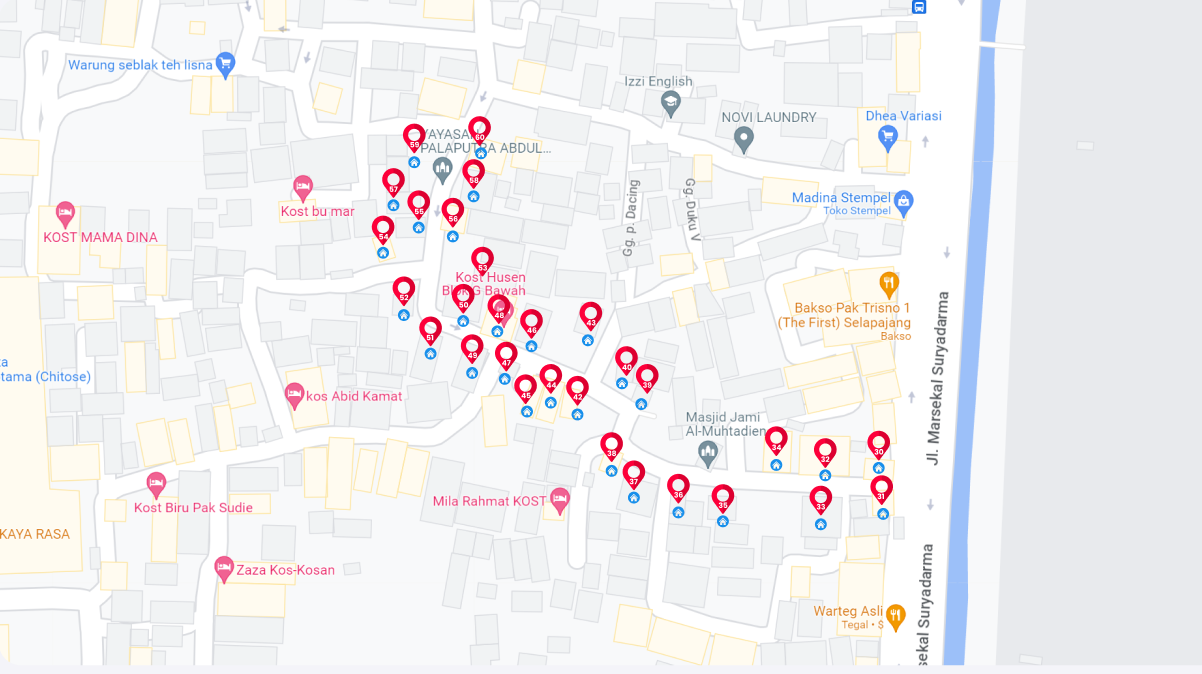 Warung seblak teh lisna
Izzi English
NOVI LAUNDRY
Dhea Variasi
60
59
YAYASAN
PALAPUTRA ABDUL...
58
57
Kost bu mar
55
56
54
KOST MAMA DINA
Gg. p. Dacing
Gg. Duku V
Madina Stempel
Toko Stempel
53
Kost Husen
Bawah
52
50
48
46
43
51
49
47
Bakso Pak Trisno 1
(The First) Selapajang
Bakso
Jl. Marsekal Suryadarma
40
39
44
45
42
tama (Chitose)
kos Abid Kamat
Masjid Jami
Al-Muhtadien
38
37
36
35
34
32
30
33
31
Mila Rahmat KOST
Kost Biru Pak Sudie
KAYA RASA
Zaza Kos-Kosan
Warteg Asli
Tegal • $
sekal Suryadarma